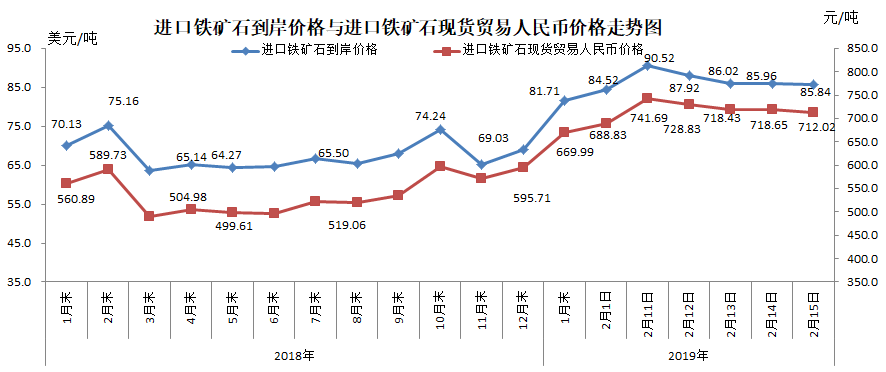 进口铁矿石到岸价格与进口铁矿石现货贸易人民币价格走势图
美元/吨
元/吨
进口铁矿石到岸价格
进口铁矿石现货贸易人民币价格
95.0
85.0
75.0
65.0
55.0
45.0
35.0
850.0
800.0
750.0
700.0
650.0
600.0
550.0
500.0
450.0
400.0
350.0
70.13
75.16
65.14
64.27
65.50
74.24
69.03
81.71
84.52
90.52
87.92
86.02
85.96
85.84
560.89
589.73
504.98
499.61
519.06
595.71
669.99
688.83
741.69
728.83
718.43
718.65
712.02
1月末
2月末
3月末
4月末
5月末
6月末
7月末
8月末
9月末
10月末
11月末
12月末
1月末
2月1日
2月11日
2月12日
2月13日
2月14日
2月15日
2018年
2019年